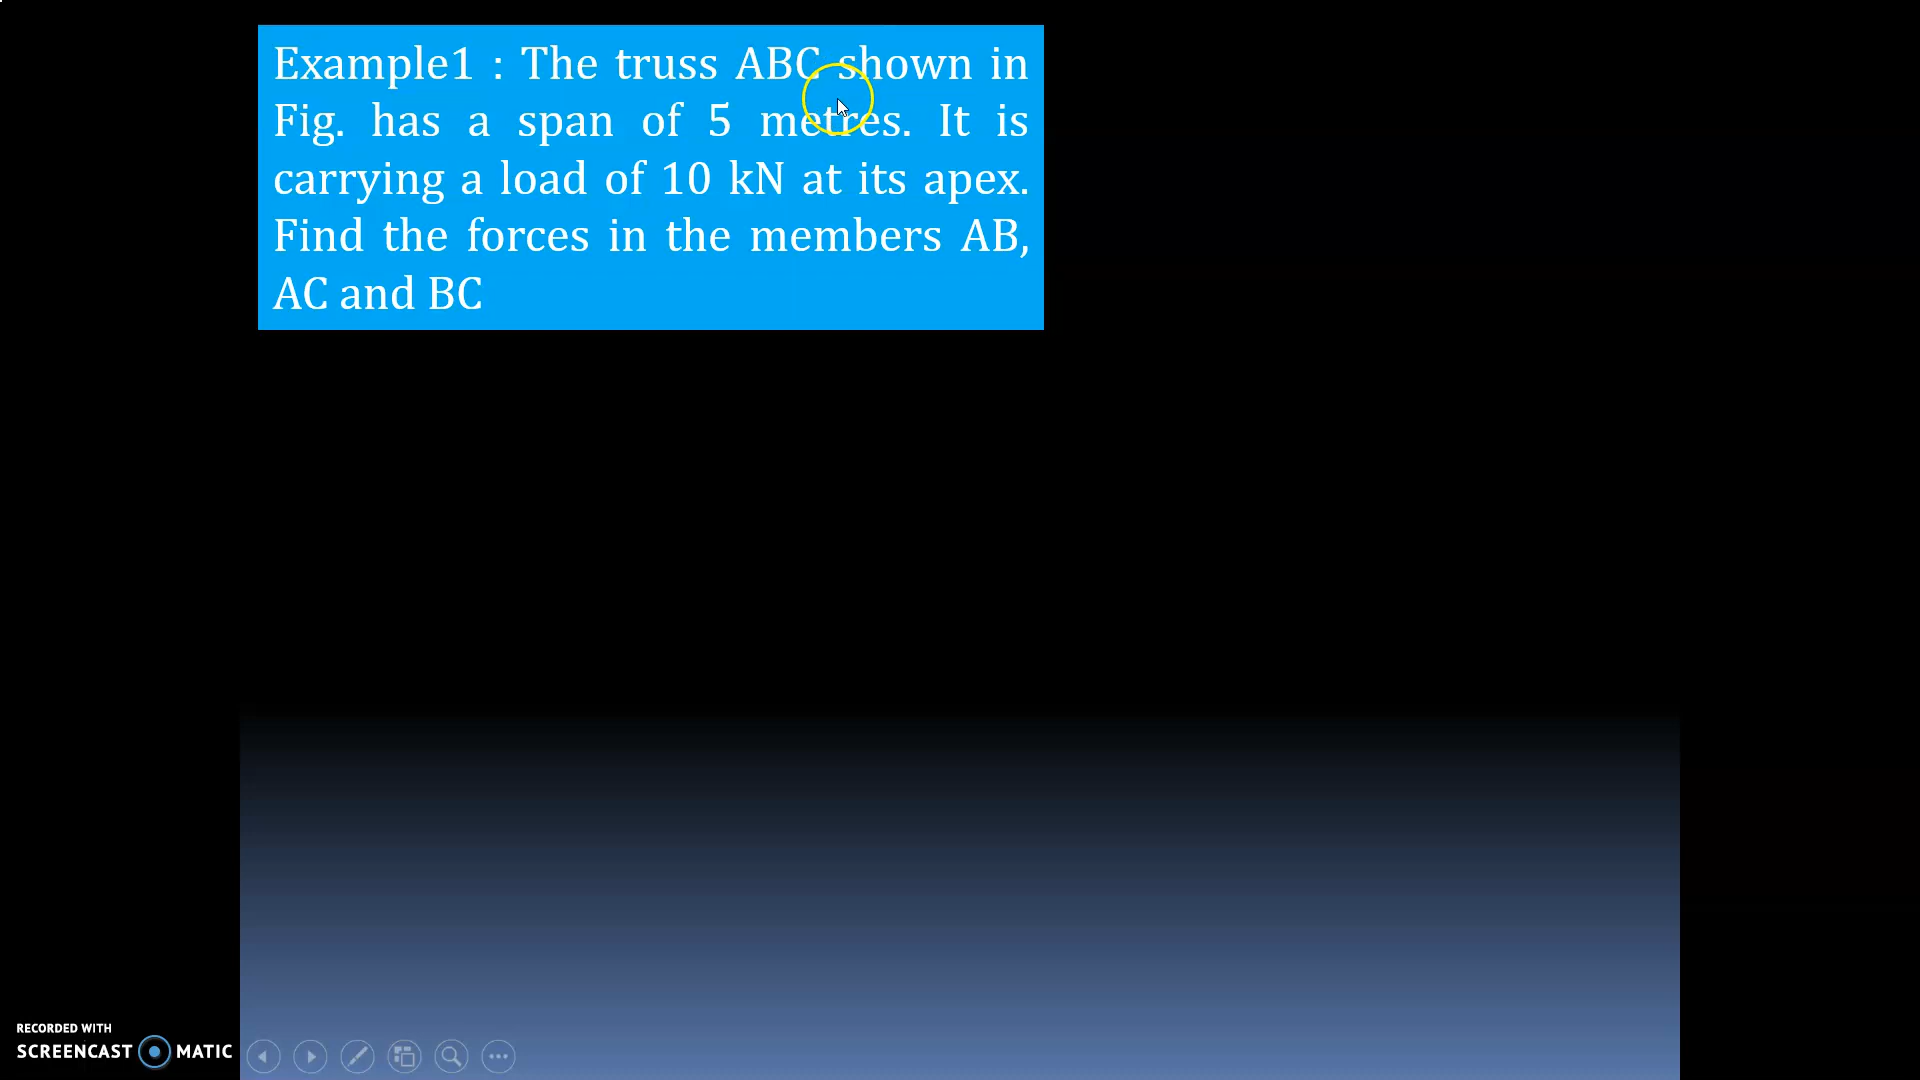 Example1 : The truss ABC shown in
Fig. has a span of 5 metres. It is
carrying a load of 10 kN at its apex.
Find the forces in the members AB,
AC and BC
RECORDED WITH
SCREENCAST MATIC